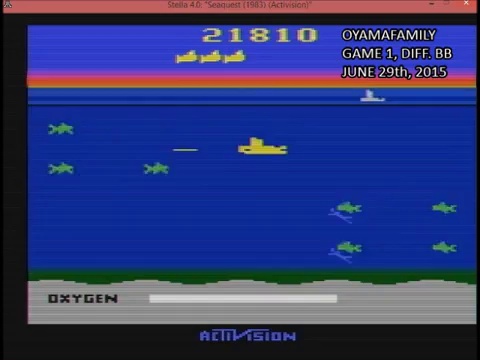 Stella 4.0: "Seaquest (1983) (Activision)"
21810
OYAMAFAMILY
GAME 1, DIFF. BB
JUNE 29th, 2015
OXYGEN
ACTIVISION